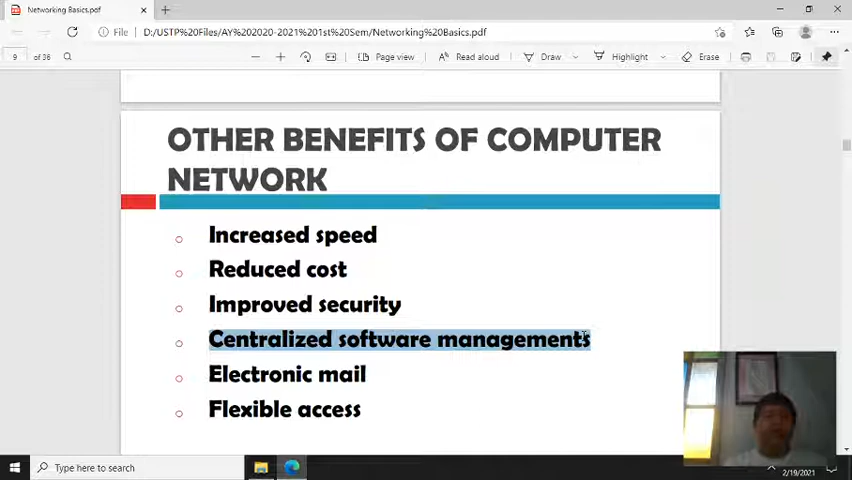 Networking Basics.pdf
File
D:/USTP%20Files/AY%202020-2021%201st%20Sem/Networking%20Basics.pdf
9 of 36
Page view
Read aloud
Draw
Highlight
Erase
OTHER BENEFITS OF COMPUTER
NETWORK
Increased speed
Reduced cost
Improved security
Centralized software managements
Electronic mail
Flexible access
Type here to search
2/19/2021